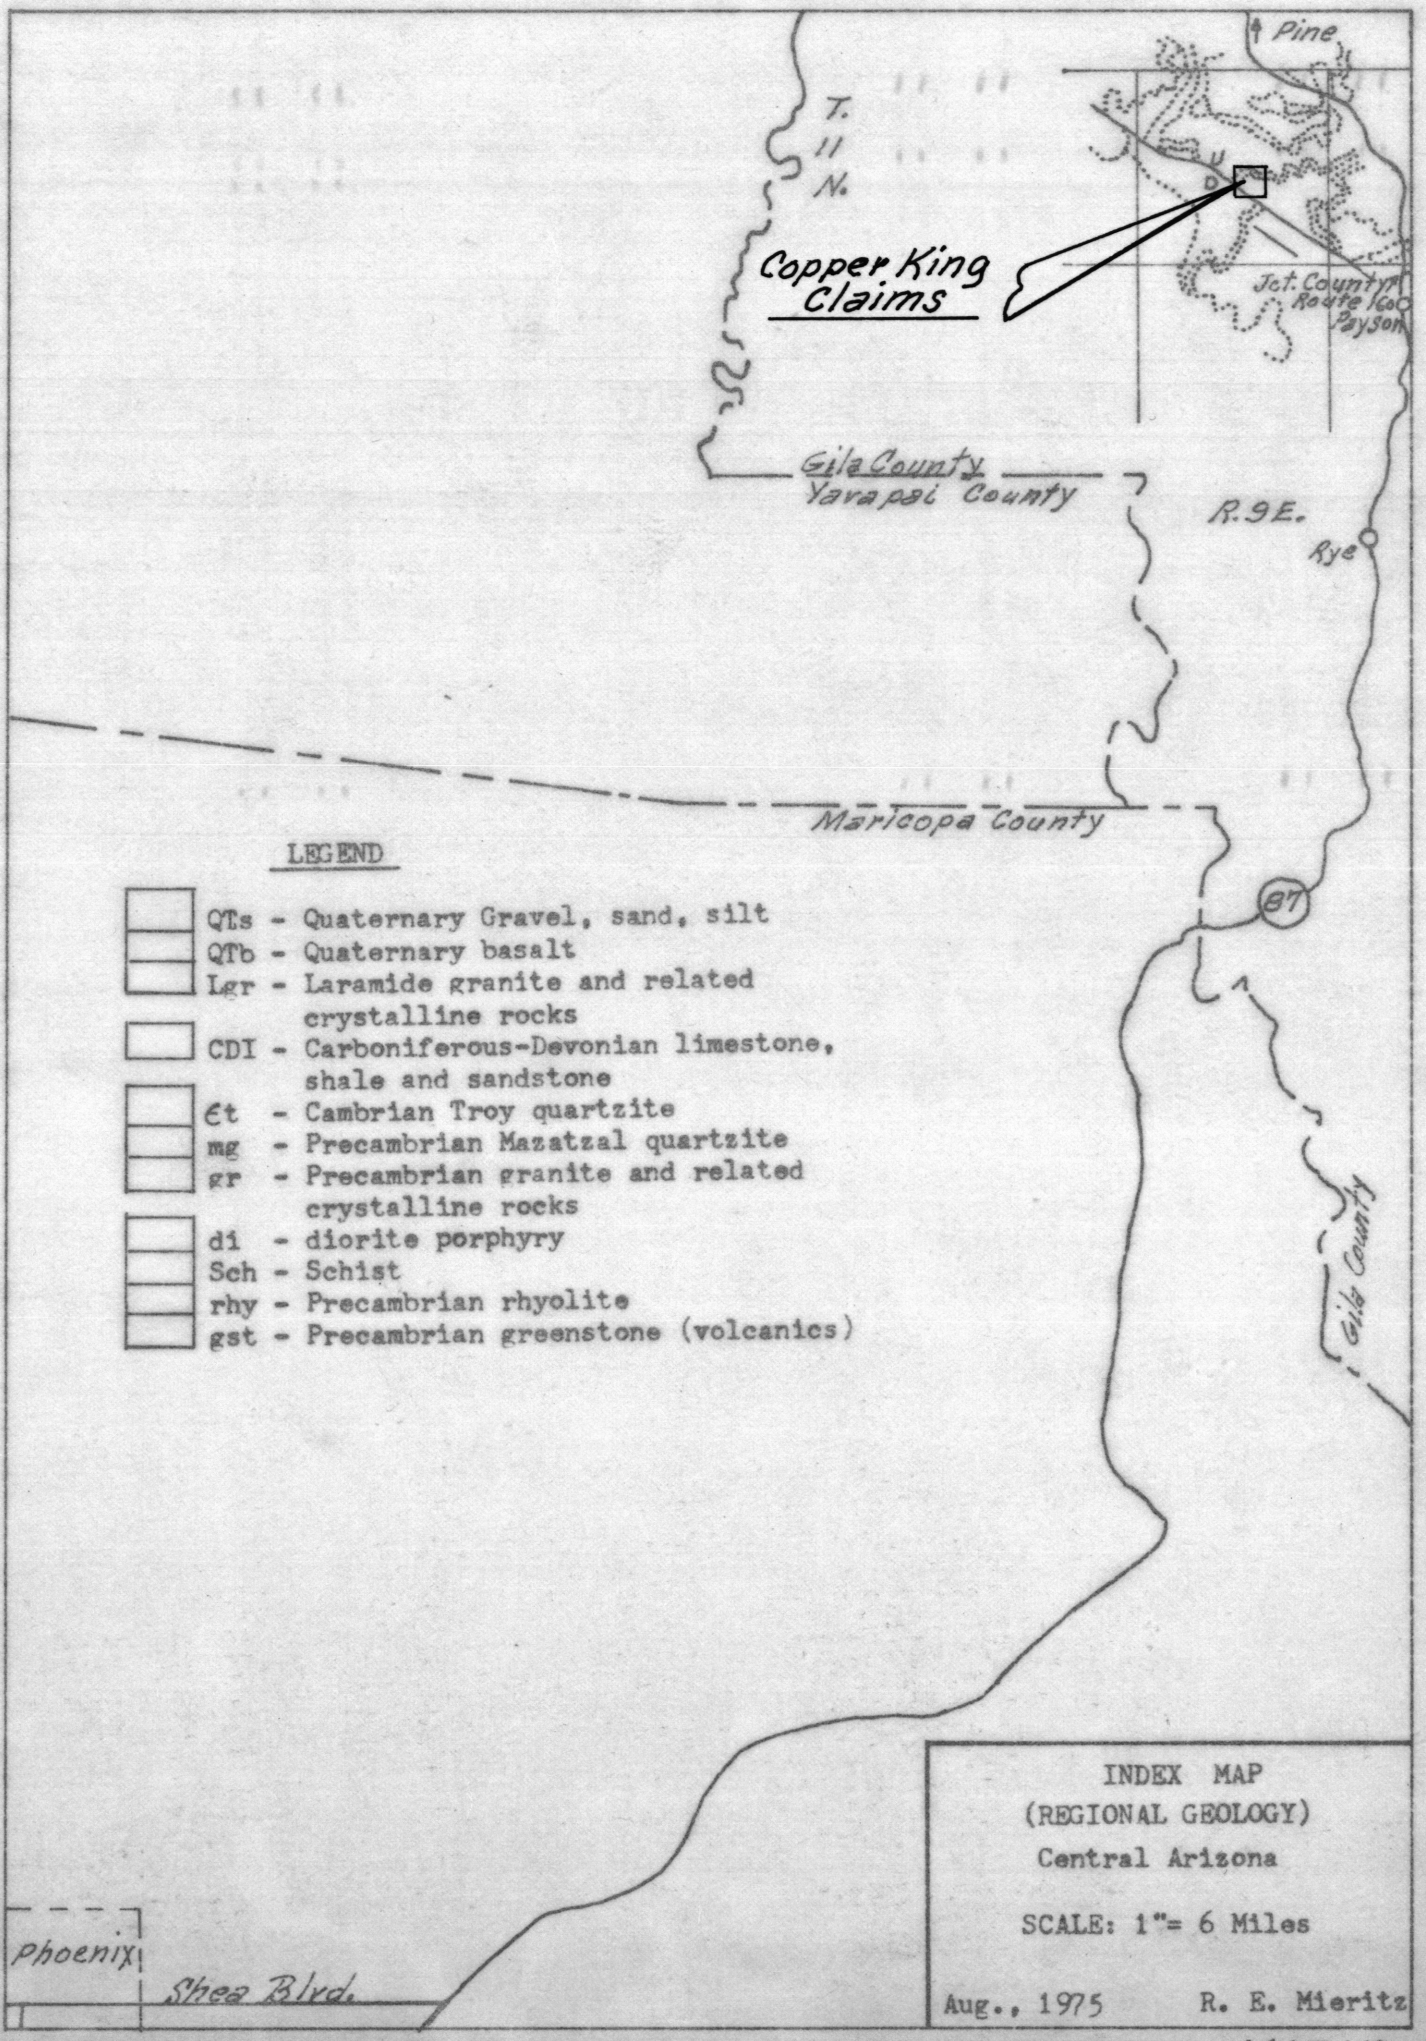 Pine
T.
11
N.
U
D
Copper King
Claims
Jct. County
Route 160
Payson
Gila County
Yavapai County
R. 9 E.
Rye
Maricopa County
87
LEGEND
QTs - Quaternary Gravel, sand, silt
QTb - Quaternary basalt
Lgr - Laramide granite and related
crystalline rocks
CDI - Carboniferous-Devonian limestone,
shale and sandstone
Єt - Cambrian Troy quartzite
mg - Precambrian Mazatzal quartzite
gr - Precambrian granite and related
crystalline rocks
di - diorite porphyry
Sch - Schist
rhy - Precambrian rhyolite
gst - Precambrian greenstone (volcanics)
Gila County
INDEX MAP
(REGIONAL GEOLOGY)
Central Arizona
SCALE: 1"= 6 Miles
Aug., 1975 R. E. Mieritz
Phoenix
Shea Blvd.